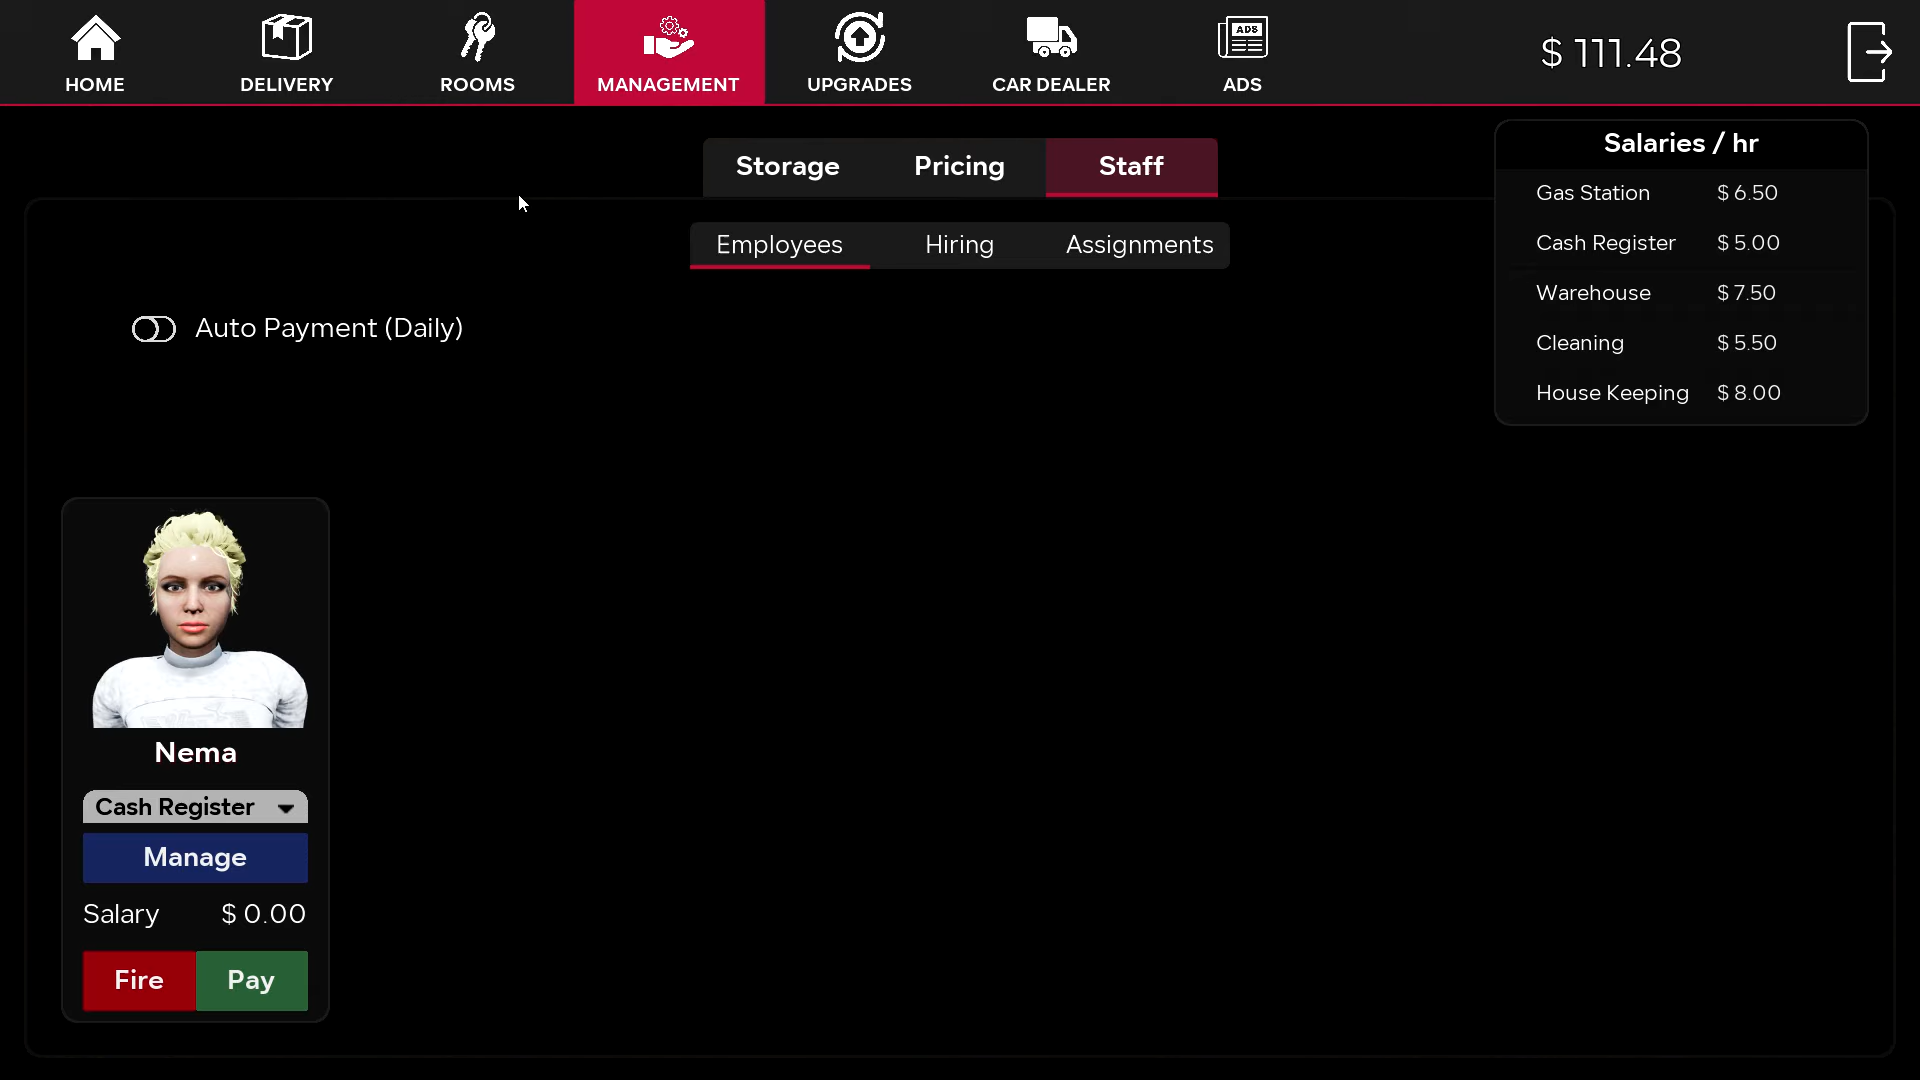 HOME
DELIVERY
ROOMS
MANAGEMENT
UPGRADES
CAR DEALER
ADS
ADS
$ 111.48
Storage
Pricing
Staff
Employees
Hiring
Assignments
Auto Payment (Daily)
Salaries / hr
Gas Station $ 6.50
Cash Register $ 5.00
Warehouse $ 7.50
Cleaning $ 5.50
House Keeping $ 8.00
Nema
Cash Register
Manage
Salary $ 0.00
Fire
Pay